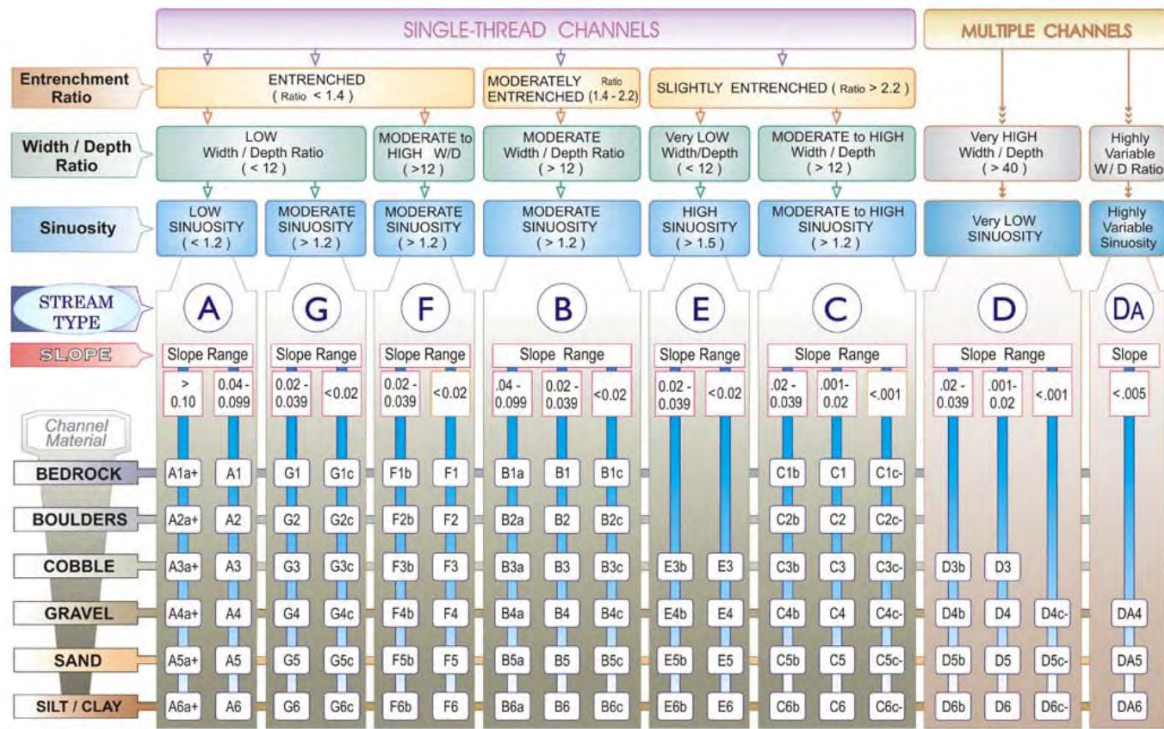 SINGLE-THREAD CHANNELS
MULTIPLE CHANNELS
Entrenchment
Ratio
ENTRENCHED
( Ratio < 1.4 )
MODERATELY Ratio
ENTRENCHED (1.4 - 2.2)
SLIGHTLY ENTRENCHED ( Ratio > 2.2 )
Width / Depth
Ratio
LOW
Width / Depth Ratio
( < 12 )
MODERATE to
HIGH W/D
( >12 )
MODERATE
Width / Depth Ratio
( > 12 )
Very LOW
Width/Depth
( < 12 )
MODERATE to HIGH
Width / Depth
( > 12 )
Very HIGH
Width / Depth
( > 40 )
Highly
Variable
W / D Ratio
Sinuosity
LOW
SINUOSITY
( < 1.2 )
MODERATE
SINUOSITY
( > 1.2 )
MODERATE
SINUOSITY
( > 1.2 )
MODERATE
SINUOSITY
( > 1.2 )
HIGH
SINUOSITY
( > 1.5 )
MODERATE to HIGH
SINUOSITY
( > 1.2 )
Very LOW
SINUOSITY
Highly
Variable
Sinuosity
STREAM
TYPE
A G F B E C D DA
SLOPE
Slope Range Slope Range Slope Range Slope Range Slope Range Slope Range Slope Range Slope
>
0.10
0.04 -
0.099
0.02 -
0.039
<0.02
0.02 -
0.039
<0.02
.04 -
0.099
0.02 -
0.039
<0.02
0.02 -
0.039
<0.02
.02 -
0.039
.001-
0.02
<.001
.02 -
0.039
.001-
0.02
<.001
<.005
Channel
Material
BEDROCK A1a+ A1 G1 G1c F1b F1 B1a B1 B1c C1b C1 C1c-
BOULDERS A2a+ A2 G2 G2c F2b F2 B2a B2 B2c C2b C2 C2c-
COBBLE A3a+ A3 G3 G3c F3b F3 B3a B3 B3c E3b E3 C3b C3 C3c- D3b D3
GRAVEL A4a+ A4 G4 G4c F4b F4 B4a B4 B4c E4b E4 C4b C4 C4c- D4b D4 D4c- DA4
SAND A5a+ A5 G5 G5c F5b F5 B5a B5 B5c E5b E5 C5b C5 C5c- D5b D5 D5c- DA5
SILT / CLAY A6a+ A6 G6 G6c F6b F6 B6a B6 B6c E6b E6 C6b C6 C6c- D6b D6 D6c- DA6